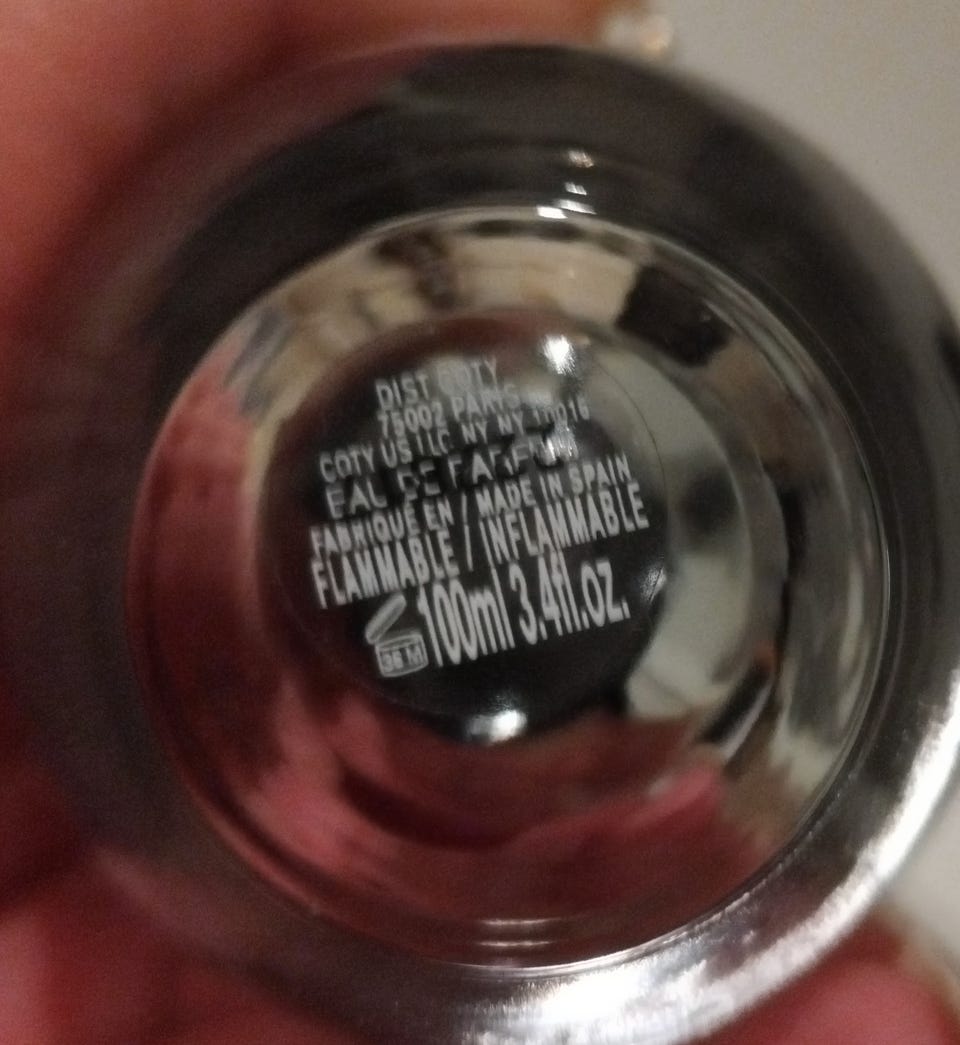 DIST COTY
75002 PARIS
COTY US LLC NY NY 10016
EAU DE PARFUM
FABRIQUÉ EN / MADE IN SPAIN
FLAMMABLE / INFLAMMABLE
100ml 3.4fl.oz.
36 M